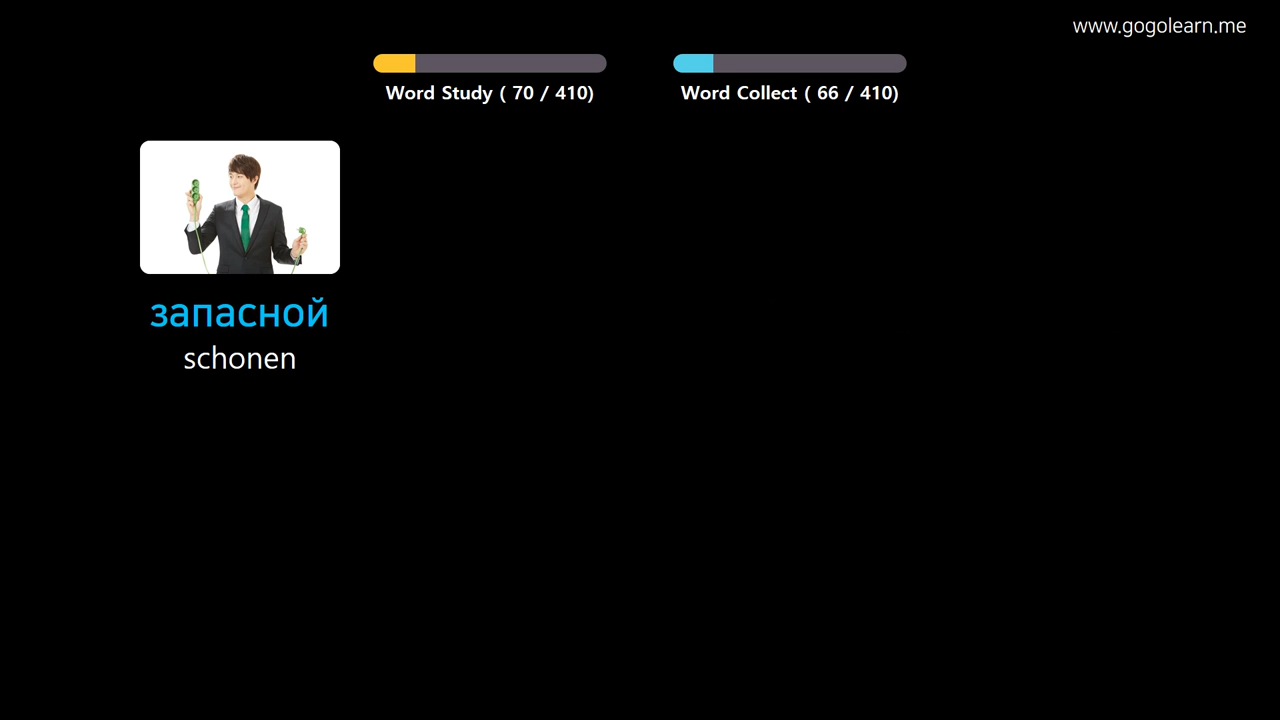 www.gogolearn.me
Word Study ( 70 / 410)
Word Collect ( 66 / 410)
запасной
schonen